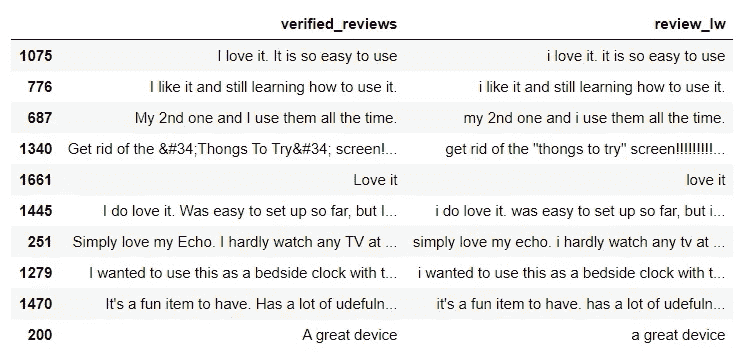 verified_reviews review_lw
1075 I love it. It is so easy to use i love it. it is so easy to use
776 I like it and still learning how to use it. i like it and still learning how to use it.
687 My 2nd one and I use them all the time. my 2nd one and i use them all the time.
1340 Get rid of the &#34;Thongs To Try&#34; screen!... get rid of the "thongs to try" screen!!!!!!!!!...
1661 Love it love it
1445 I do love it. Was easy to set up so far, but I... i do love it. was easy to set up so far, but i...
251 Simply love my Echo. I hardly watch any TV at ... simply love my echo. i hardly watch any tv at ...
1279 I wanted to use this as a bedside clock with t... i wanted to use this as a bedside clock with t...
1470 It's a fun item to have. Has a lot of udefuln... it's a fun item to have. has a lot of udefuln...
200 A great device a great device